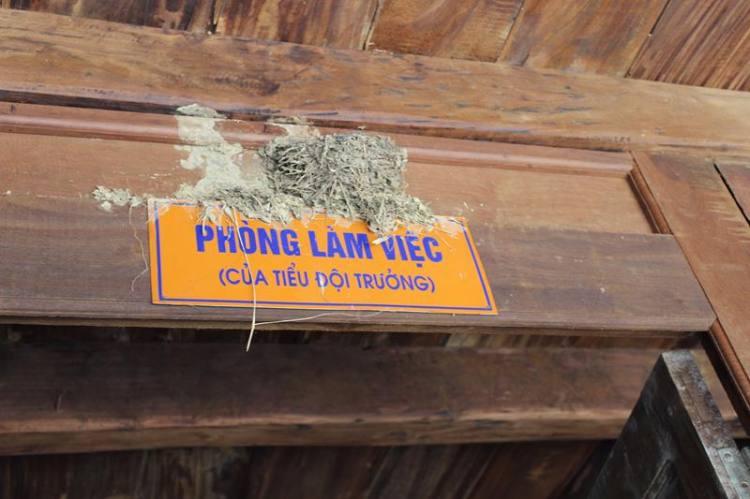 PHÒNG LÀM VIỆC
(CỦA TIỂU ĐỘI TRƯỞNG)